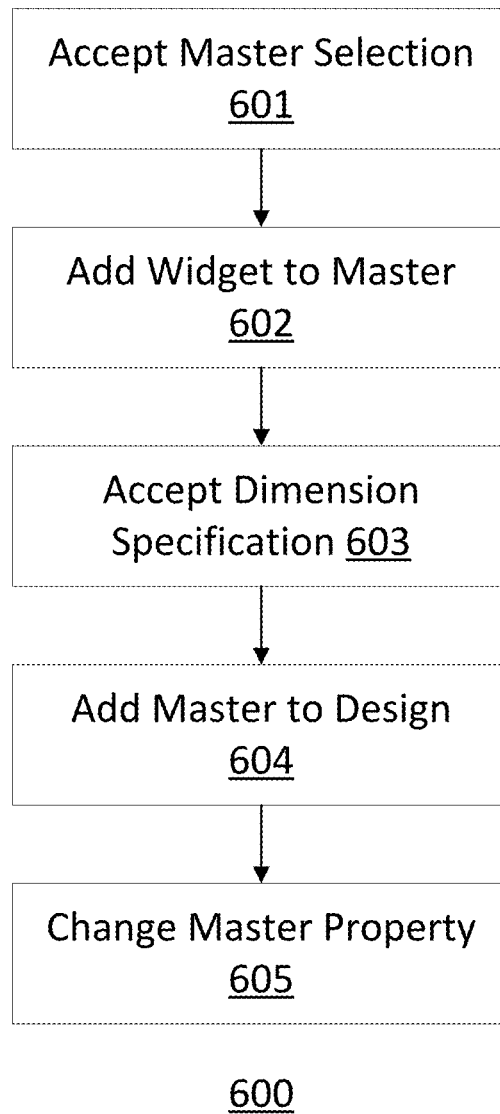 Accept Master Selection
601
Add Widget to Master
602
Accept Dimension
Specification 603
Add Master to Design
604
Change Master Property
605
600